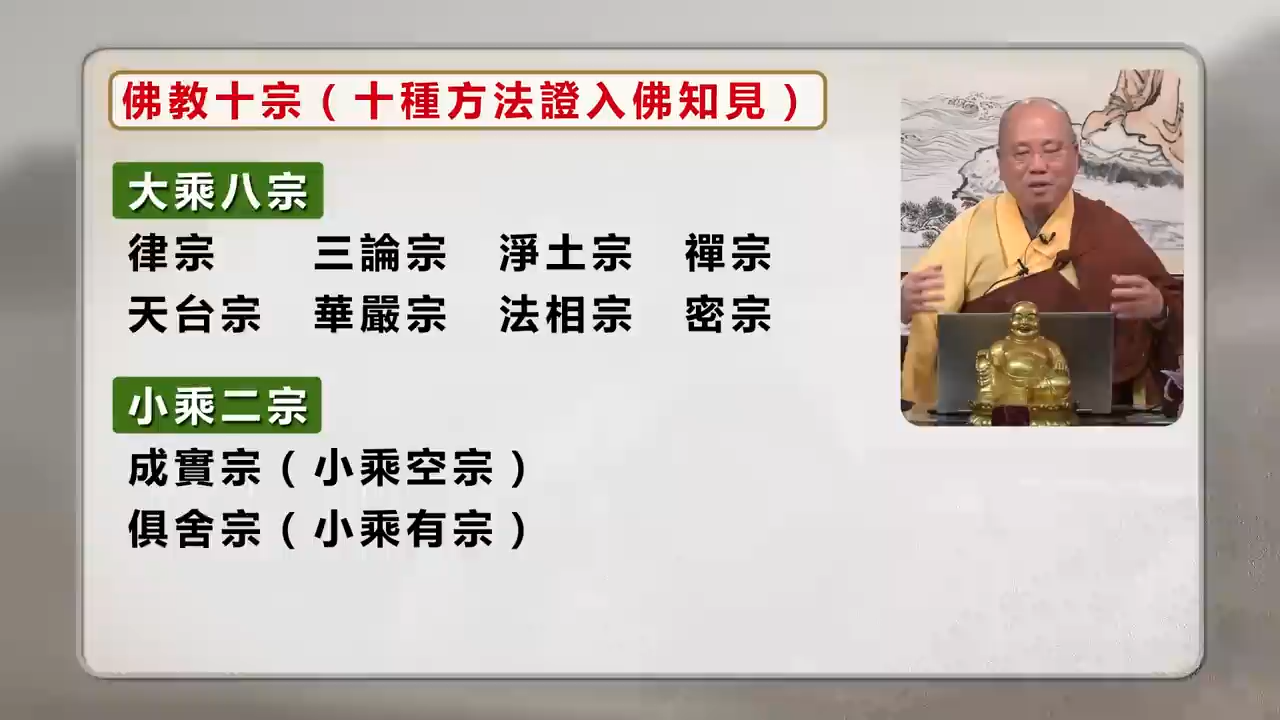 佛教十宗（十種方法證入佛知見）
大乘八宗
律宗 三論宗 淨土宗 禪宗
天台宗 華嚴宗 法相宗 密宗
小乘二宗
成實宗（小乘空宗）
俱舍宗（小乘有宗）